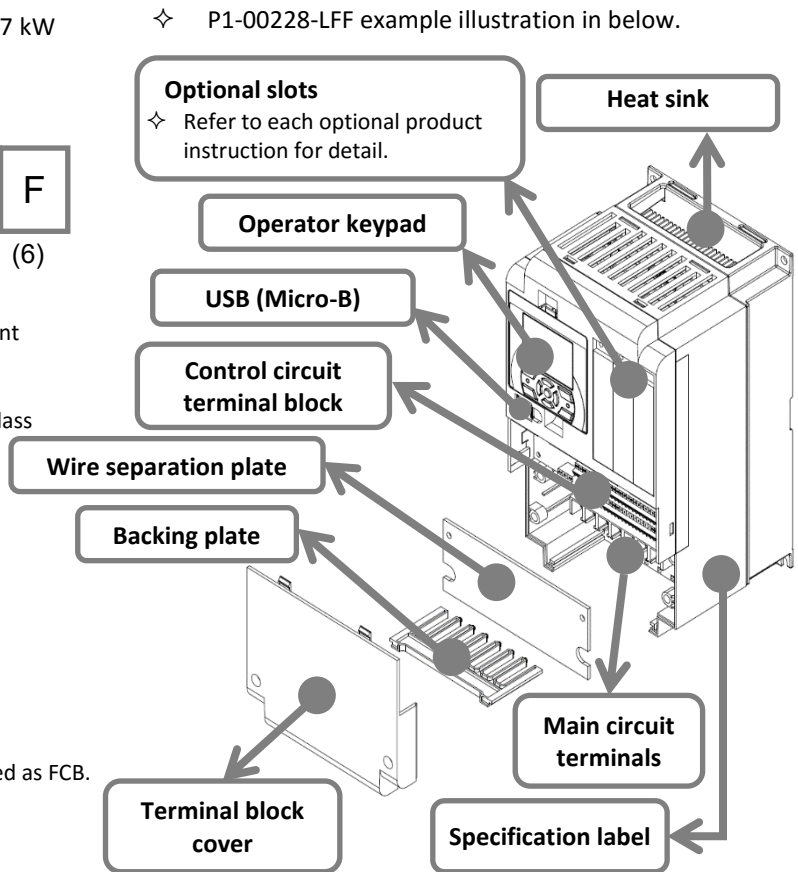 7 kW
F
(6)
nt
lass
ed as FCB.
✧ P1-00228-LFF example illustration in below.
Optional slots
✧ Refer to each optional product
instruction for detail.
Heat sink
Operator keypad
USB (Micro-B)
Control circuit
terminal block
Wire separation plate
Backing plate
Main circuit
terminals
Terminal block
cover
Specification label